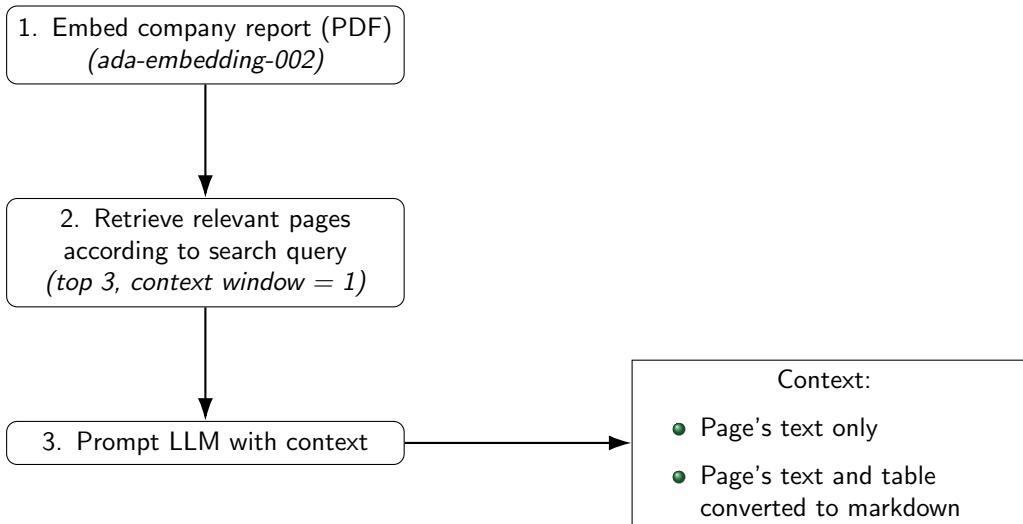 1. Embed company report (PDF)
(ada-embedding-002)
2. Retrieve relevant pages
according to search query
(top 3, context window = 1)
3. Prompt LLM with context
Context:
Page's text only
Page's text and table
converted to markdown